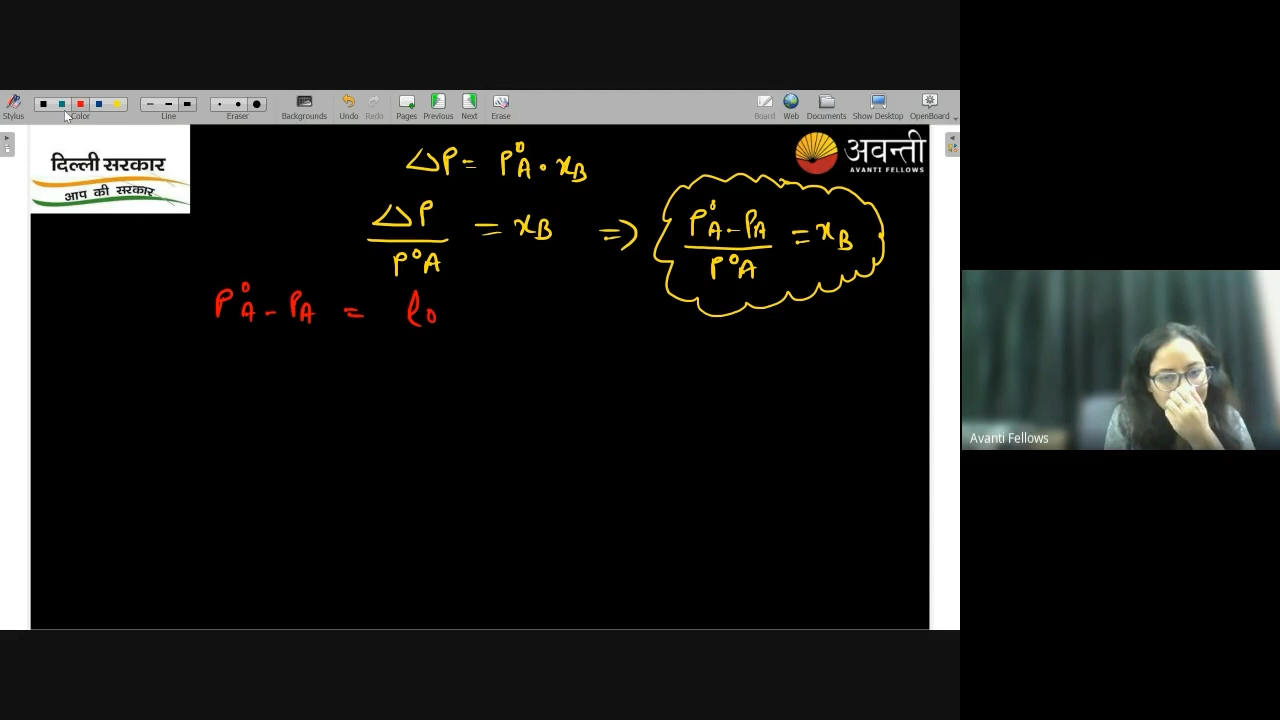 Stylus
Color
Line
Eraser
Backgrounds
Undo
Redo
Pages
Previous
Next
Erase
Board
Web
Documents
Show Desktop
OpenBoard
दिल्ली सरकार
आप की सरकार
अवन्ती
AVANTI FELLOWS
ΔP = P°A · xB
ΔP / P°A = xB ⇒ P°A - PA / P°A = xB
P°A - PA =
Avanti Fellows